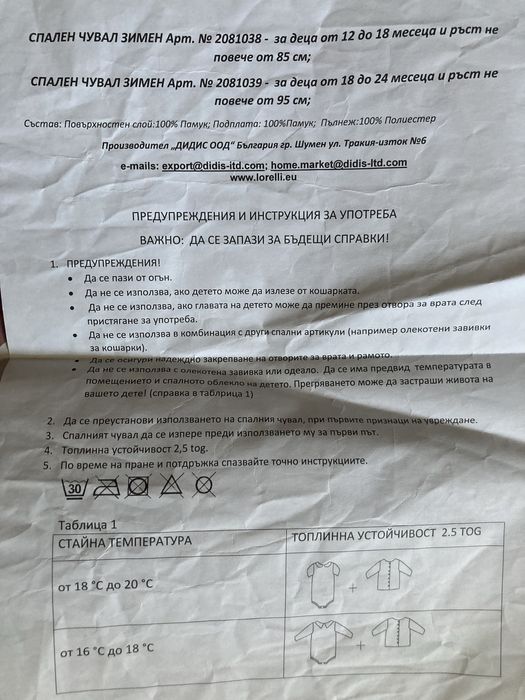 СПАЛЕН ЧУВАЛ ЗИМЕН Арт. № 2081038 - за деца от 12 до 18 месеца и ръст не
повече от 85 см;
СПАЛЕН ЧУВАЛ ЗИМЕН Арт. № 2081039 - за деца от 18 до 24 месеца и ръст не
повече от 95 см;
Състав: Повърхностен слой:100% Памук; Подплата: 100%Памук; Пълнеж:100% Полиестер
Производител „ДИДИС ООД" България гр. Шумен ул. Тракия-изток №6
e-mails: export@didis-ltd.com; home.market@didis-ltd.com
www.lorelli.eu
ПРЕДУПРЕЖДЕНИЯ И ИНСТРУКЦИЯ ЗА УПОТРЕБА
ВАЖНО: ДА СЕ ЗАПАЗИ ЗА БЪДЕЩИ СПРАВКИ!
1. ПРЕДУПРЕЖДЕНИЯ!
• Да се пази от огън.
• Да не се използва, ако детето може да излезе от кошарката.
• Да не се използва, ако главата на детето може да премине през отвора за врата след
пристягане за употреба.
• Да не се използва в комбинация с други спални артикули (например олекотени завивки
за кошарки).
• Да се осигури надеждно закрепване на отворите за врата и рамото.
• Да не се използва с олекотена завивка или одеало. Да се има предвид температурата в
помещението и спалното облекло на детето. Прегряването може да застраши живота на
вашето дете! (справка в таблрица 1)
2. Да се преустанови използването на спалния чувал, при първите признаци на увреждане.
3. Спалният чувал да се изпере преди използването му за първи път.
4. Топлинна устойчивост 2,5 tog.
5. По време на пране и потдръжка спазвайте точно инструкциите.
30
Таблица 1
СТАЙНА ТЕМПЕРАТУРА ТОПЛИННА УСТОЙЧИВОСТ 2.5 TOG
от 18 °C до 20 °C +
от 16 °C до 18 °C +